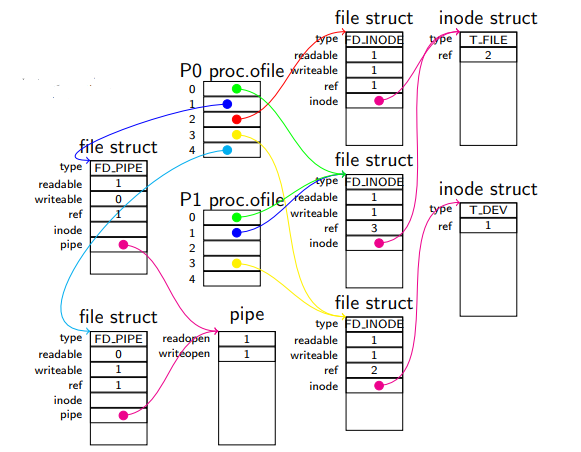 file struct
type FD_INODE
readable 1
writeable 1
ref 1
inode
inode struct
type T_FILE
ref 2
P0 proc.ofile
0
1
2
3
4
file struct
type FD_PIPE
readable 1
writeable 0
ref 1
inode
pipe
file struct
type FD_INODE
readable 1
writeable 1
ref 3
inode
P1 proc.ofile
0
1
2
3
4
inode struct
type T_DEV
ref 1
file struct
type FD_PIPE
readable 0
writeable 1
ref 1
inode
pipe
pipe
readopen 1
writeopen 1
file struct
type FD_INODE
readable 1
writeable 1
ref 2
inode